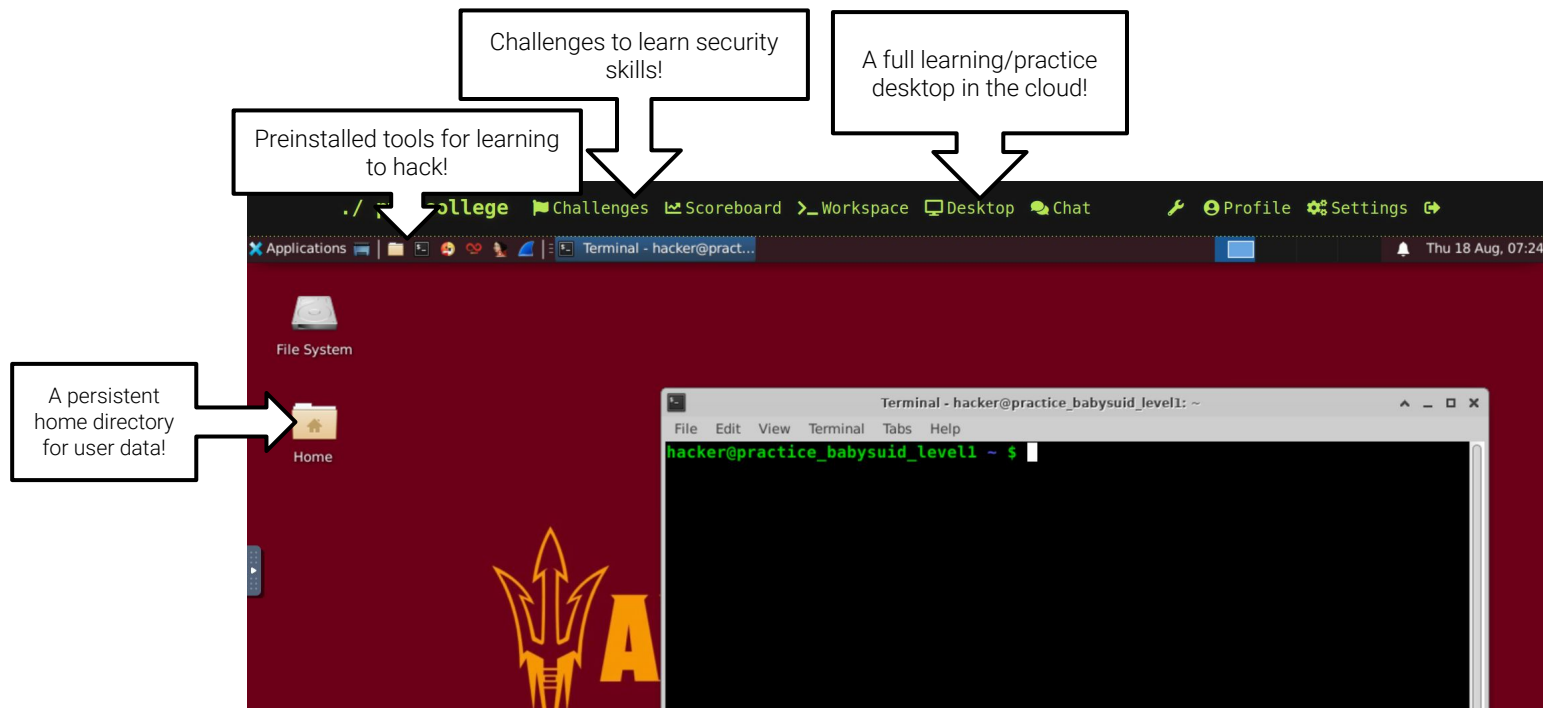 Challenges to learn security
skills!
A full learning/practice
desktop in the cloud!
Preinstalled tools for learning
to hack!
./ ollege Challenges Scoreboard >_Workspace Desktop Chat Profile Settings
Applications Terminal - hacker@pract... Thu 18 Aug, 07:24
File System
A persistent
home directory
for user data!
Home
Terminal - hacker@practice_babysuid_level1: ~
File Edit View Terminal Tabs Help
hacker@practice_babysuid_level1 ~ $
A